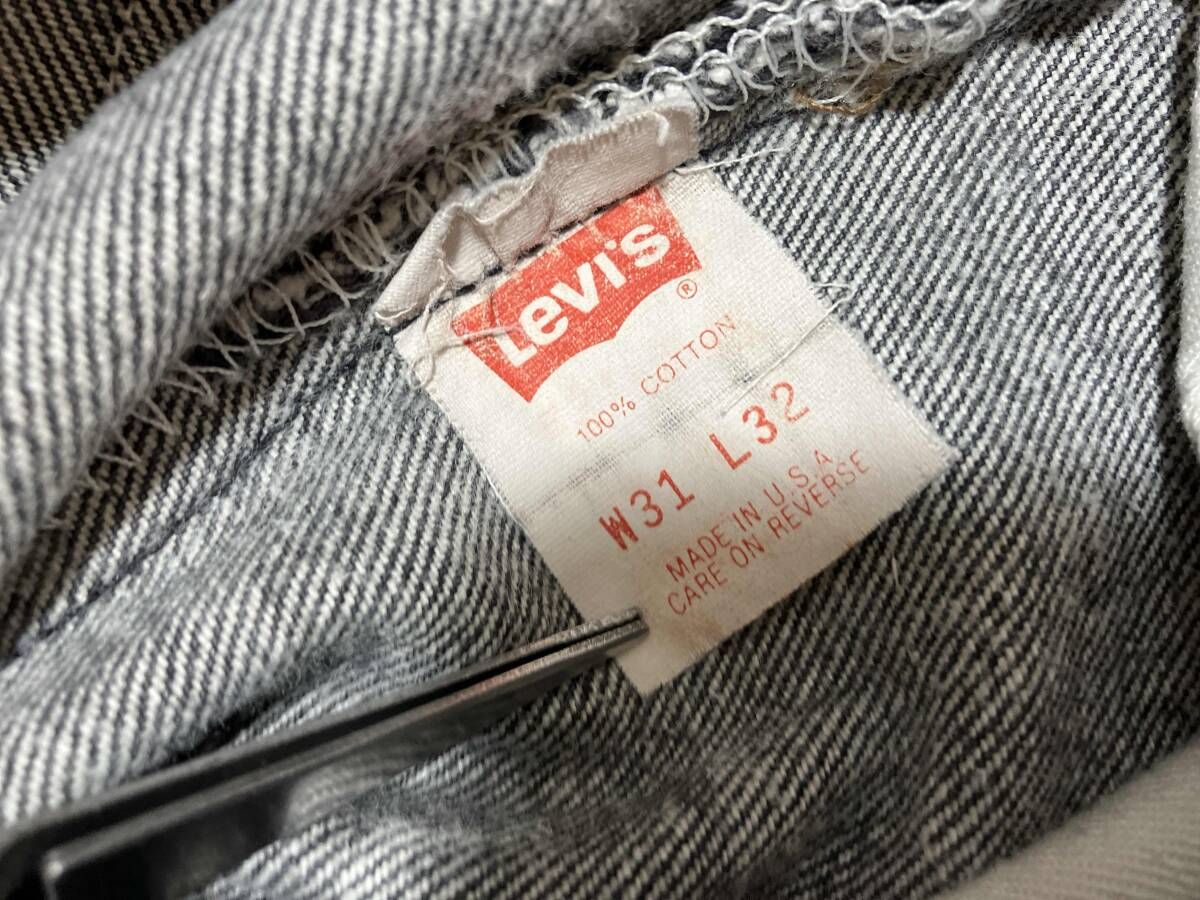 Levi's ®
100% COTTON
W31 L32
MADE IN U.S.A
CARE ON REVERSE